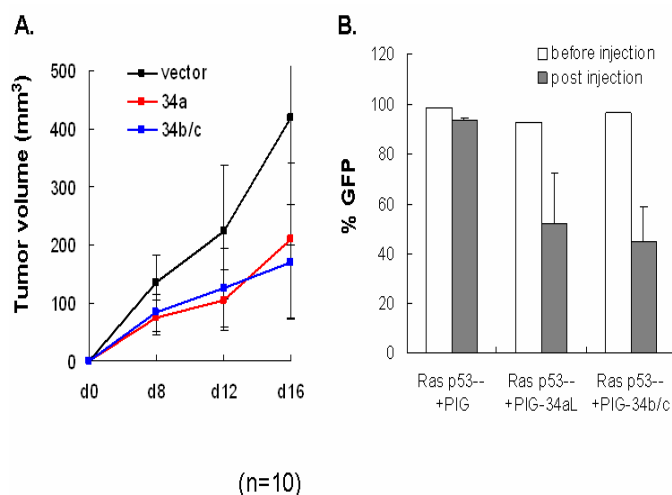 A.
Tumor volume (mm3)
500
400
300
200
100
0
vector
34a
34b/c
d0 d8 d12 d16
(n=10)
B.
% GFP
120
100
80
60
40
20
0
before injection
post injection
Ras p53-- Ras p53-- Ras p53--
+PIG +PIG-34aL +PIG-34b/c